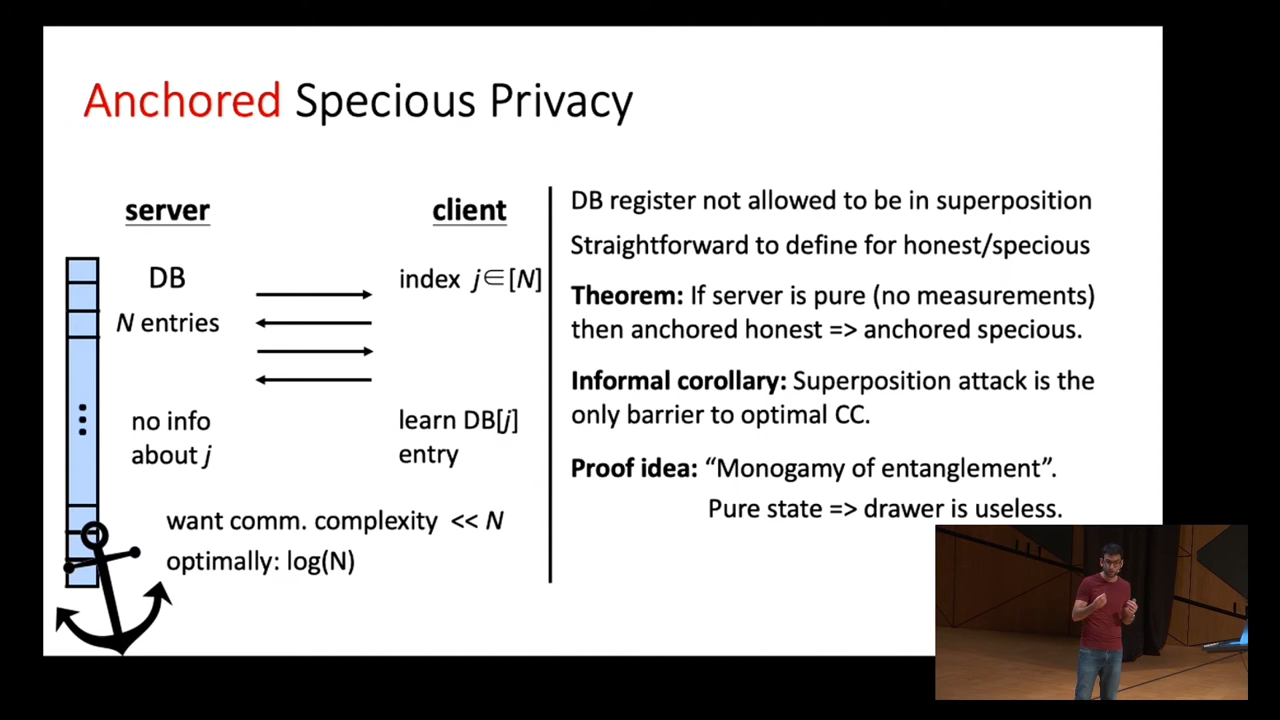 Anchored Specious Privacy
server
client
DB
index j∈[N]
N entries
no info
about j
learn DB[j]
entry
want comm. complexity << N
optimally: log(N)
DB register not allowed to be in superposition
Straightforward to define for honest/specious
Theorem: If server is pure (no measurements)
then anchored honest => anchored specious.
Informal corollary: Superposition attack is the
only barrier to optimal CC.
Proof idea: “Monogamy of entanglement”.
Pure state => drawer is useless.